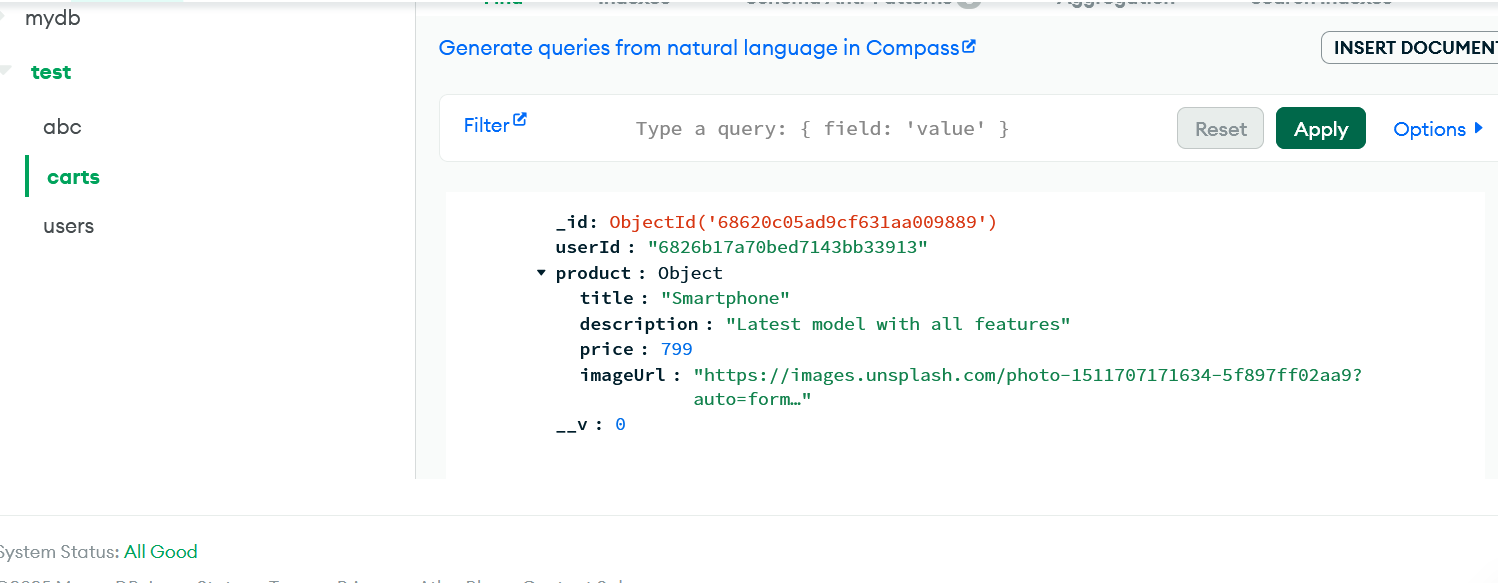 mydb
test
abc
carts
users
Generate queries from natural language in Compass
INSERT DOCUMENT
Filter
Type a query: { field: 'value' }
Reset
Apply
Options
_id: ObjectId('68620c05ad9cf631aa009889')
userId : "6826b17a70bed7143bb33913"
product : Object
title : "Smartphone"
description : "Latest model with all features"
price : 799
imageUrl : "https://images.unsplash.com/photo-1511707171634-5f897ff02aa9?
auto=form…"
__v : 0
System Status: All Good